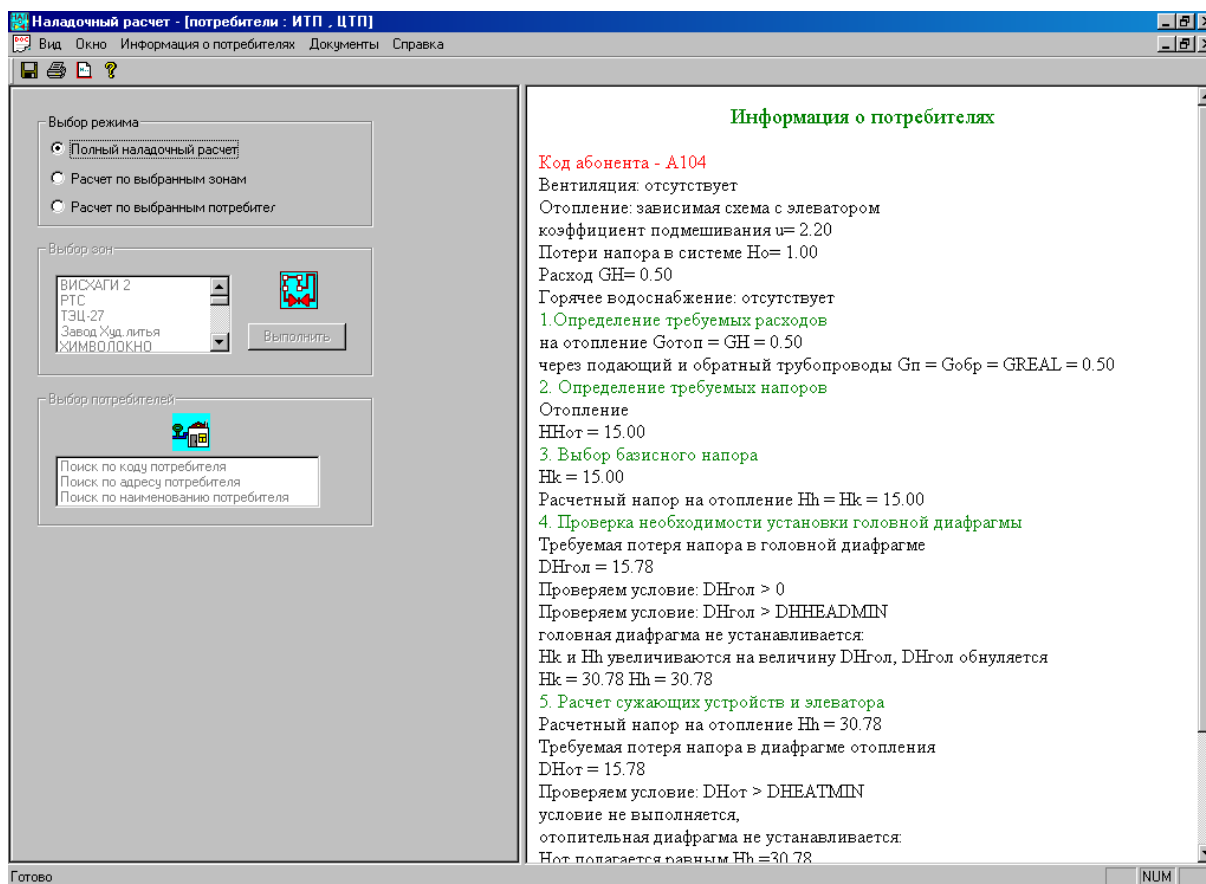 Наладочный расчет - [потребители : ИТП , ЦТП]
Вид Окно Информация о потребителях Документы Справка
Выбор режима
Полный наладочный расчет
Расчет по выбранным зонам
Расчет по выбранным потребител
Выбор зон
ВИСХАГИ 2
РТС
ТЭЦ-27
Завод Худ.литья
ХИМВОЛОКНО
Выполнить
Выбор потребителей
Поиск по коду потребителя
Поиск по адресу потребителя
Поиск по наименованию потребителя
Информация о потребителях
Код абонента - А104
Вентиляция: отсутствует
Отопление: зависимая схема с элеватором
коэффициент подмешивания u= 2.20
Потери напора в системе Ho= 1.00
Расход GH= 0.50
Горячее водоснабжение: отсутствует
1.Определение требуемых расходов
на отопление Gотоп = GH = 0.50
через подающий и обратный трубопроводы Gп = Gобр = GREAL = 0.50
2. Определение требуемых напоров
Отопление
ННот = 15.00
3. Выбор базисного напора
Hk = 15.00
Расчетный напор на отопление Hh = Hk = 15.00
4. Проверка необходимости установки головной диафрагмы
Требуемая потеря напора в головной диафрагме
DHгол = 15.78
Проверяем условие: DHгол > 0
Проверяем условие: DHгол > DHHEADMIN
головная диафрагма не устанавливается:
Hk и Hh увеличиваются на величину DHгол, DHгол обнуляется
Hk = 30.78 Hh = 30.78
5. Расчет сужающих устройств и элеватора
Расчетный напор на отопление Hh = 30.78
Требуемая потеря напора в диафрагме отопления
DHот = 15.78
Проверяем условие: DHот > DHEATMIN
условие не выполняется,
отопительная диафрагма не устанавливается:
Нот полагается равным Hh =30.78
Готово
NUM